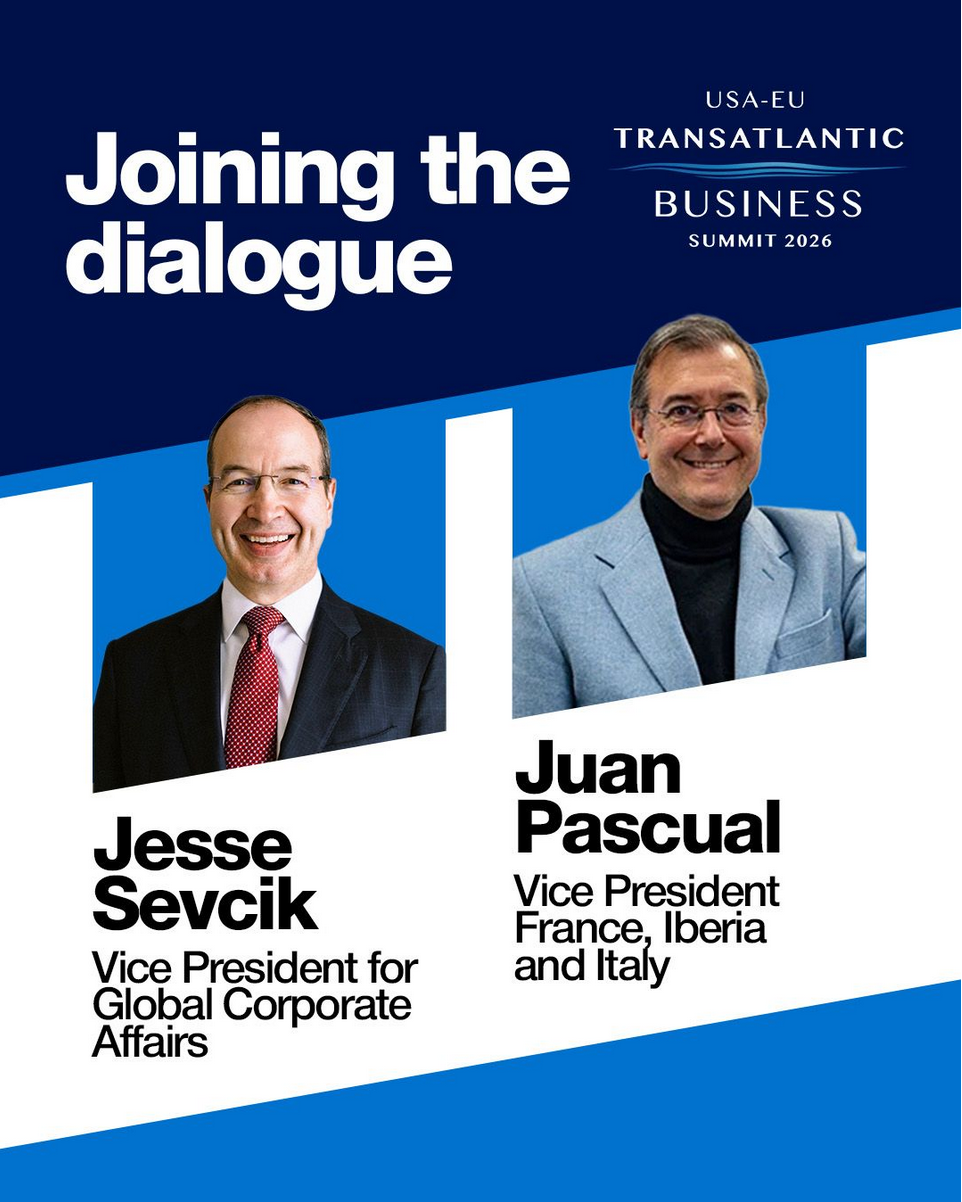 Joining the
dialogue
USA-EU
TRANSATLANTIC
BUSINESS
SUMMIT 2026
Jesse
Sevcik
Vice President for
Global Corporate
Affairs
Juan
Pascual
Vice President
France, Iberia
and Italy